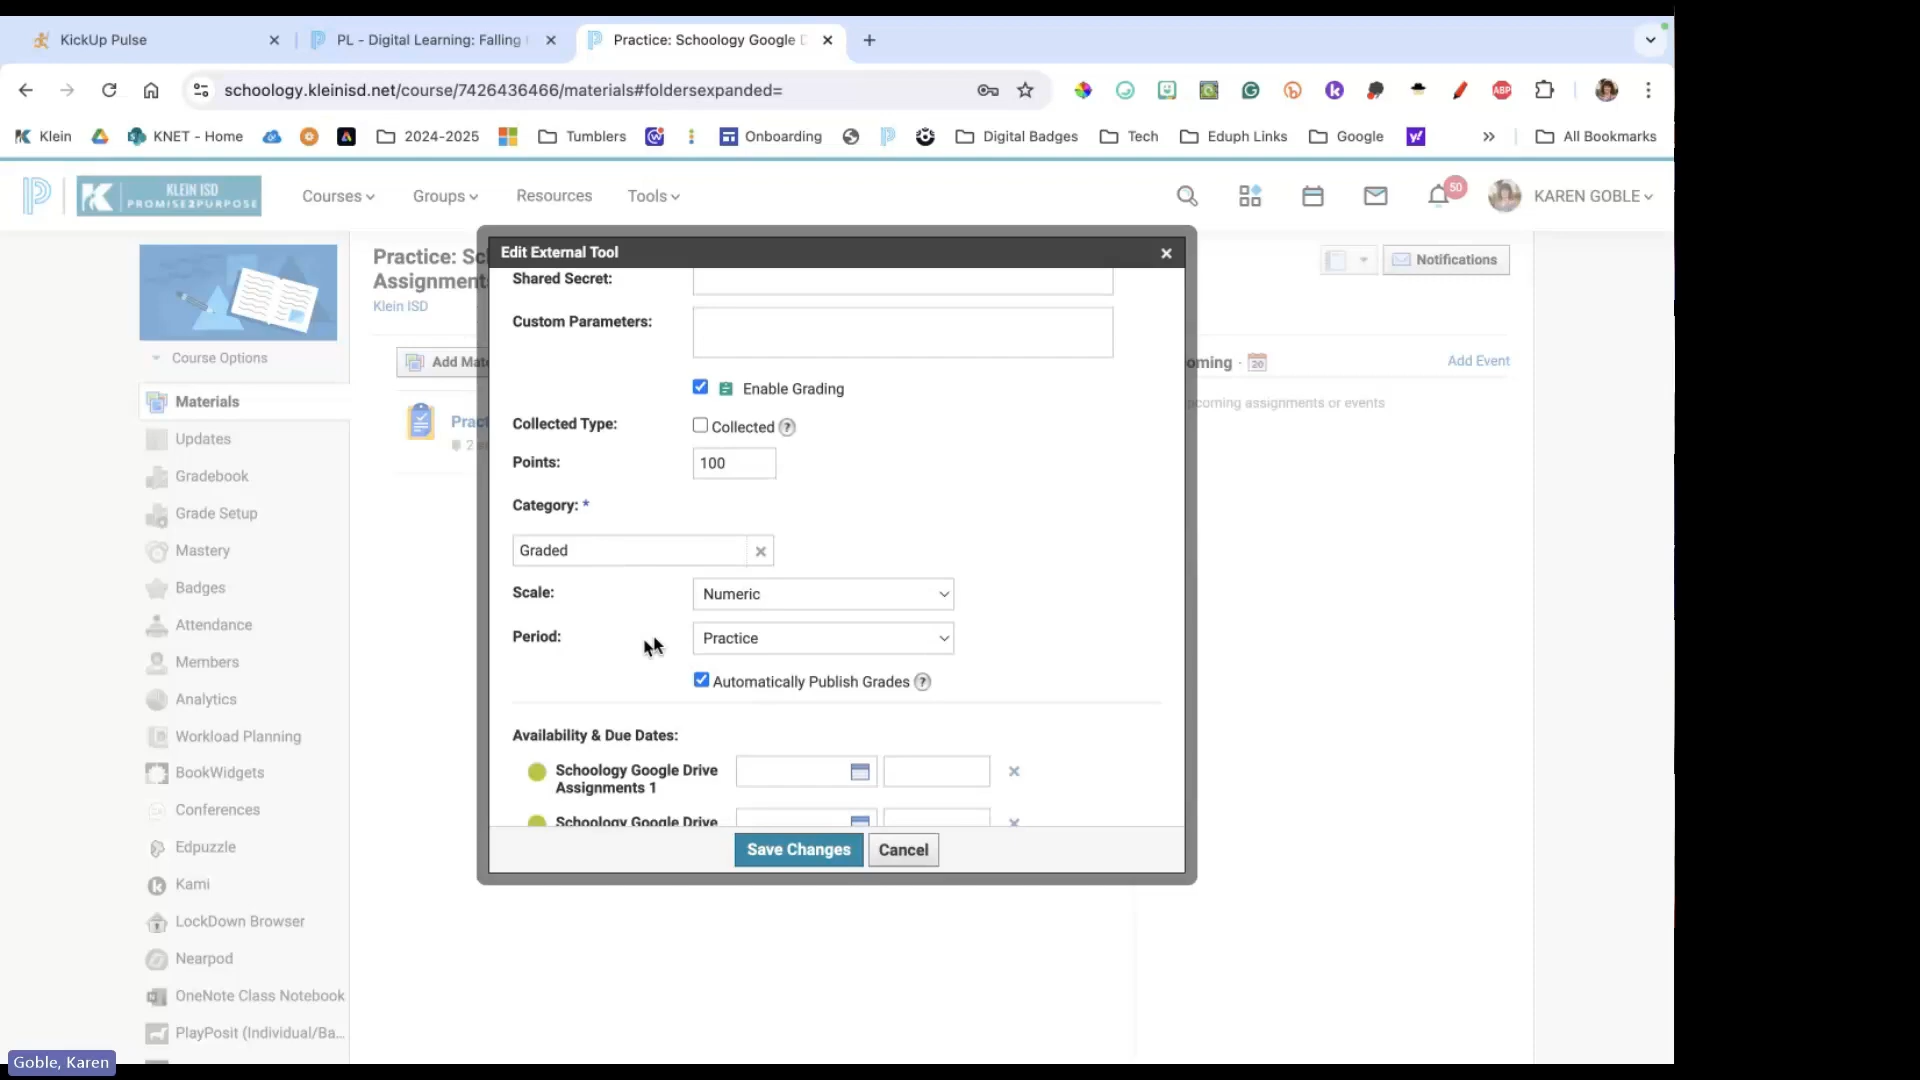 KickUp Pulse
PL - Digital Learning: Falling
Practice: Schoology Google D
schoology.kleinisd.net/course/7426436466/materials#foldersexpanded=
ABP
Klein
KNET - Home
2024-2025
Tumblers
Onboarding
Digital Badges
Tech
Eduph Links
Google
y!
»
All Bookmarks
KLEIN ISD
PROMISE2PURPOSE
Courses
Groups
Resources
Tools
50
KAREN GOBLE
Course Options
Materials
Updates
Gradebook
Grade Setup
Mastery
Badges
Attendance
Members
Analytics
Workload Planning
BookWidgets
Conferences
Edpuzzle
Kami
LockDown Browser
Nearpod
OneNote Class Notebook
PlayPosit (Individual/Ba...
Practice: Sc
Assignment
Klein ISD
Add Mate
Pract
2
Notifications
oming · 20
Add Event
pcoming assignments or events
Edit External Tool
Shared Secret:
Custom Parameters:
Enable Grading
Collected Type:
Collected ?
Points:
100
Category: *
Graded
Scale:
Numeric
Period:
Practice
Automatically Publish Grades ?
Availability & Due Dates:
Schoology Google Drive
Assignments 1
Schoology Google Drive
Save Changes
Cancel
Goble, Karen